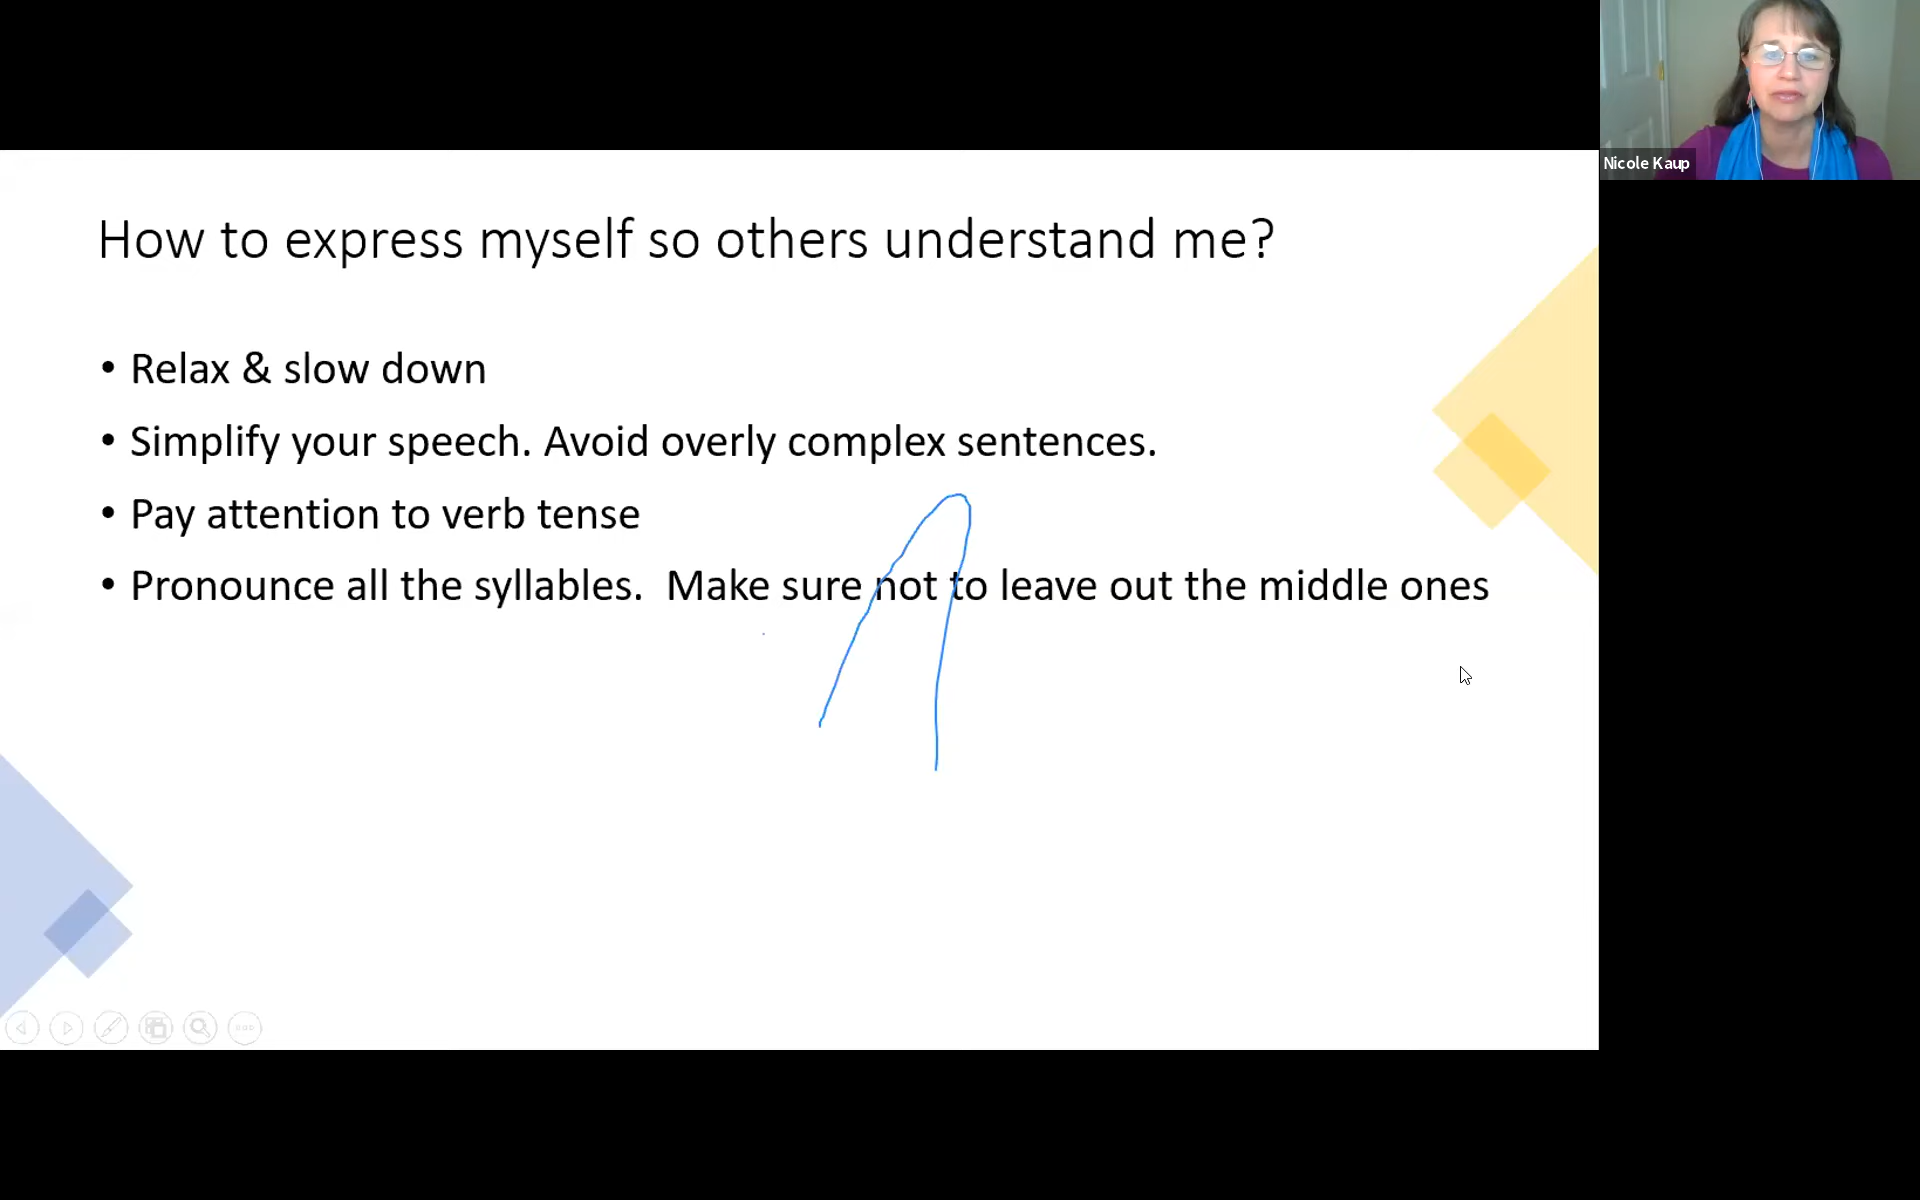 Nicole Kaup
How to express myself so others understand me?
• Relax & slow down
• Simplify your speech. Avoid overly complex sentences.
• Pay attention to verb tense
• Pronounce all the syllables.  Make sure not to leave out the middle ones